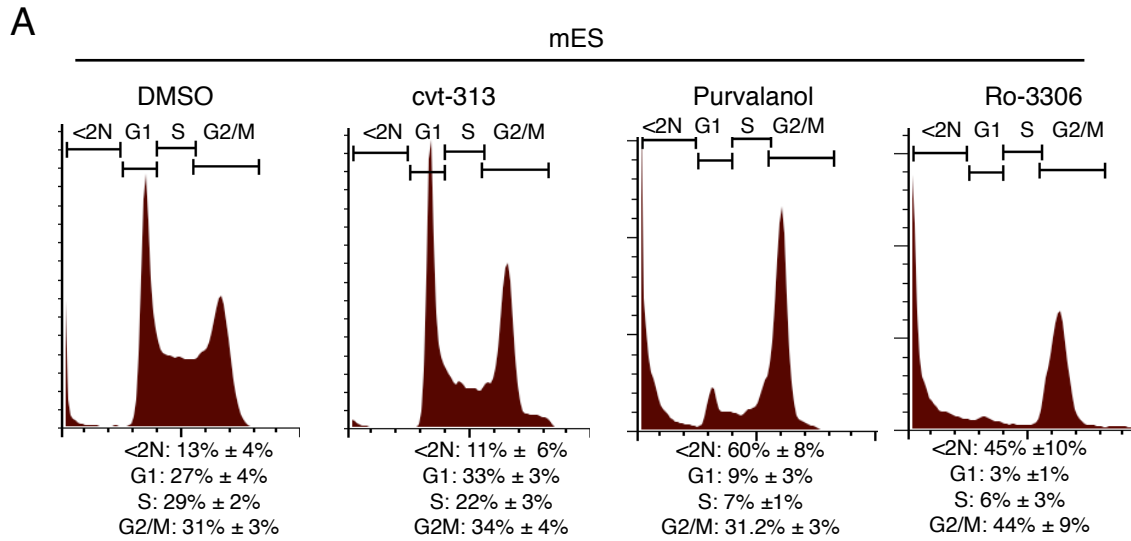 A
mES
DMSO
<2N G1 S G2/M
<2N: 13% ± 4%
G1: 27% ± 4%
S: 29% ± 2%
G2/M: 31% ± 3%
cvt-313
<2N G1 S G2/M
<2N: 11% ± 6%
G1: 33% ± 3%
S: 22% ± 3%
G2M: 34% ± 4%
Purvalanol
<2N G1 S G2/M
<2N: 60% ± 8%
G1: 9% ± 3%
S: 7% ±1%
G2/M: 31.2% ± 3%
Ro-3306
<2N G1 S G2/M
<2N: 45% ±10%
G1: 3% ±1%
S: 6% ± 3%
G2/M: 44% ± 9%